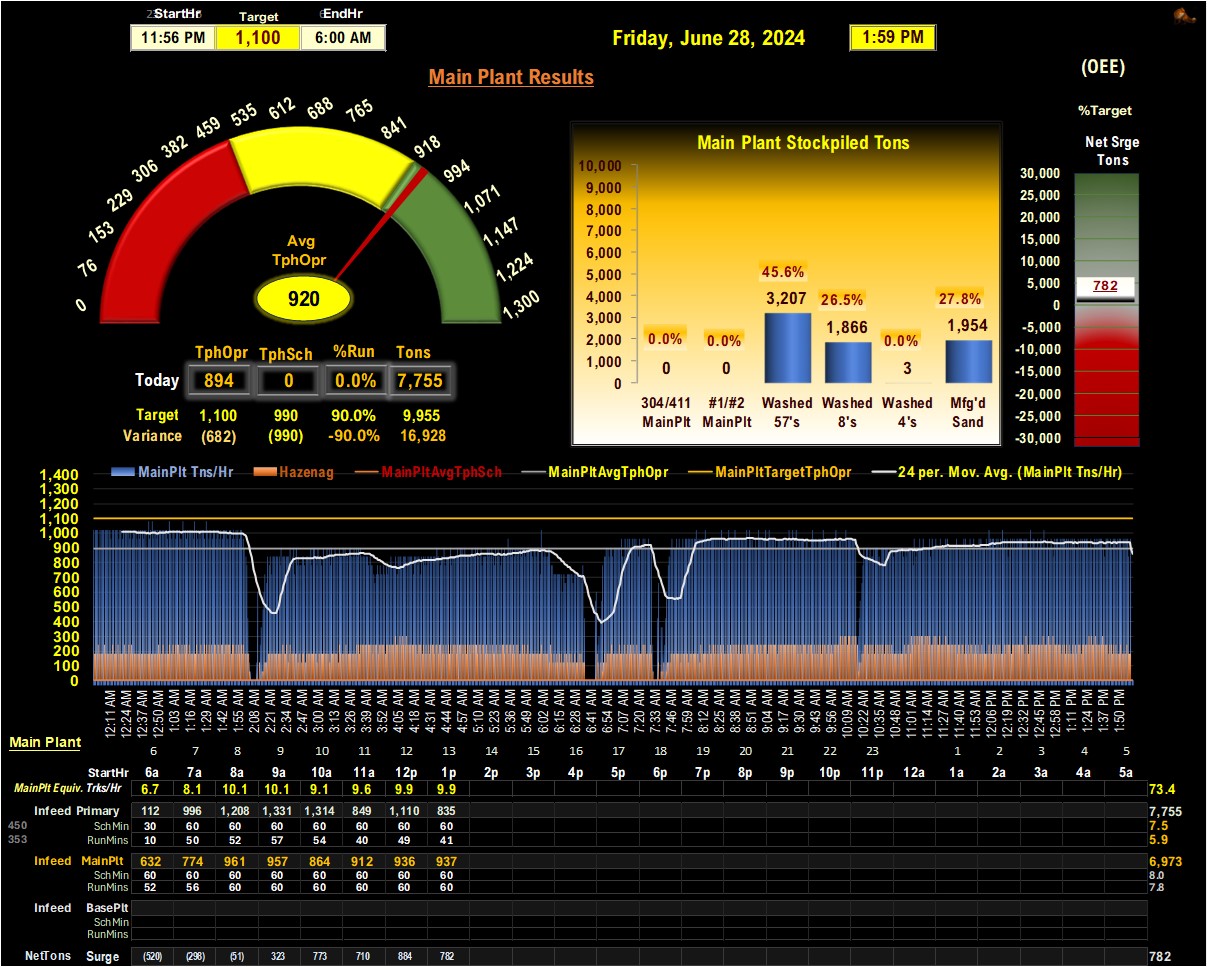 StartHr Target EndHr
11:56 PM 1,100 6:00 AM
Friday, June 28, 2024 1:59 PM
(OEE)
Main Plant Results
%Target
Net Srge
Tons
0 76 153 229 306 382 459 535 612 688 765 841 918 994 1,071 1,147 1,224 1,300
Avg
TphOpr
920
TphOpr TphSch %Run Tons
Today 894 0 0.0% 7,755
Target 1,100 990 90.0% 9,955
Variance (682) (990) -90.0% 16,928
Main Plant Stockpiled Tons
10,000
9,000
8,000
7,000
6,000
5,000
4,000
3,000
2,000
1,000
0
0.0% 0.0% 45.6% 26.5% 0.0% 27.8%
0 0 3,207 1,866 3 1,954
304/411 #1/#2 Washed Washed Washed Mfg'd
MainPlt MainPlt 57's 8's 4's Sand
30,000
25,000
20,000
15,000
10,000
5,000
0
-5,000
-10,000
-15,000
-20,000
-25,000
-30,000
782
MainPlt Tns/Hr Hazenag MainPltAvgTphSch MainPltAvgTphOpr MainPltTargetTphOpr 24 per. Mov. Avg. (MainPlt Tns/Hr)
1,400
1,300
1,200
1,100
1,000
900
800
700
600
500
400
300
200
100
0
12:11 AM 12:24 AM 12:37 AM 12:50 AM 1:03 AM 1:16 AM 1:29 AM 1:42 AM 1:55 AM 2:08 AM 2:21 AM 2:34 AM 2:47 AM 3:00 AM 3:13 AM 3:26 AM 3:39 AM 3:52 AM 4:05 AM 4:18 AM 4:31 AM 4:44 AM 4:57 AM 5:10 AM 5:23 AM 5:36 AM 5:49 AM 6:02 AM 6:15 AM 6:28 AM 6:41 AM 6:54 AM 7:07 AM 7:20 AM 7:33 AM 7:46 AM 7:59 AM 8:12 AM 8:25 AM 8:38 AM 8:51 AM 9:04 AM 9:17 AM 9:30 AM 9:43 AM 9:56 AM 10:09 AM 10:22 AM 10:35 AM 10:48 AM 11:01 AM 11:14 AM 11:27 AM 11:40 AM 11:53 AM 12:06 PM 12:19 PM 12:32 PM 12:45 PM 12:58 PM 1:11 PM 1:24 PM 1:37 PM 1:50 PM
Main Plant
6 7 8 9 10 11 12 13 14 15 16 17 18 19 20 21 22 23 1 2 3 4 5
StartHr 6a 7a 8a 9a 10a 11a 12p 1p 2p 3p 4p 5p 6p 7p 8p 9p 10p 11p 12a 1a 2a 3a 4a 5a
MainPlt Equiv. Trks/Hr 6.7 8.1 10.1 10.1 9.1 9.6 9.9 9.9 73.4
Infeed Primary 112 996 1,208 1,331 1,314 849 1,110 835 7,755
450 SchMin 30 60 60 60 60 60 60 60 7.5
353 RunMins 10 50 52 57 54 40 49 41 5.9
Infeed MainPlt 632 774 961 957 864 912 936 937 6,973
SchMin 60 60 60 60 60 60 60 60 8.0
RunMins 52 56 60 60 60 60 60 60 7.8
Infeed BasePlt
SchMin
RunMins
NetTons Surge (520) (298) (51) 323 773 710 884 782 782